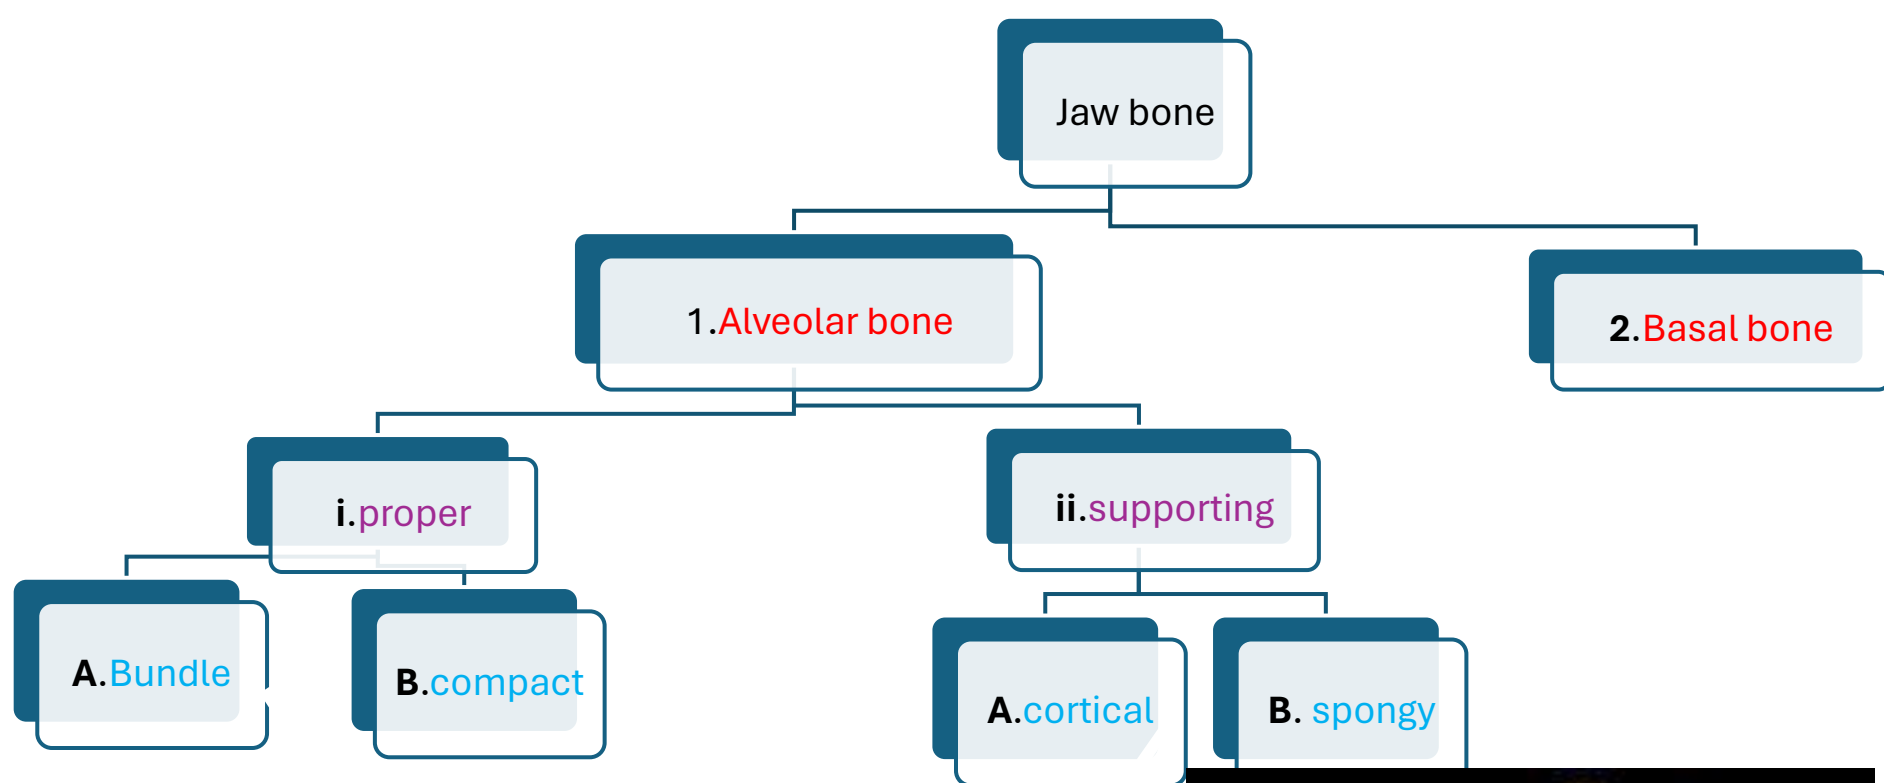 Jaw bone
1.Alveolar bone
2.Basal bone
i.proper
ii.supporting
A.Bundle
B.compact
A.cortical
B. spongy